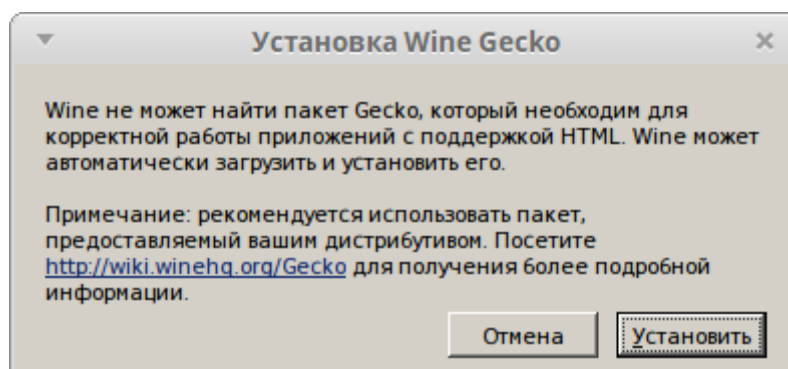 Установка Wine Gecko
Wine не может найти пакет Gecko, который необходим для
корректной работы приложений с поддержкой HTML. Wine может
автоматически загрузить и установить его.
Примечание: рекомендуется использовать пакет,
предоставляемый вашим дистрибутивом. Посетите
http://wiki.winehq.org/Gecko для получения более подробной
информации.
Отмена Установить